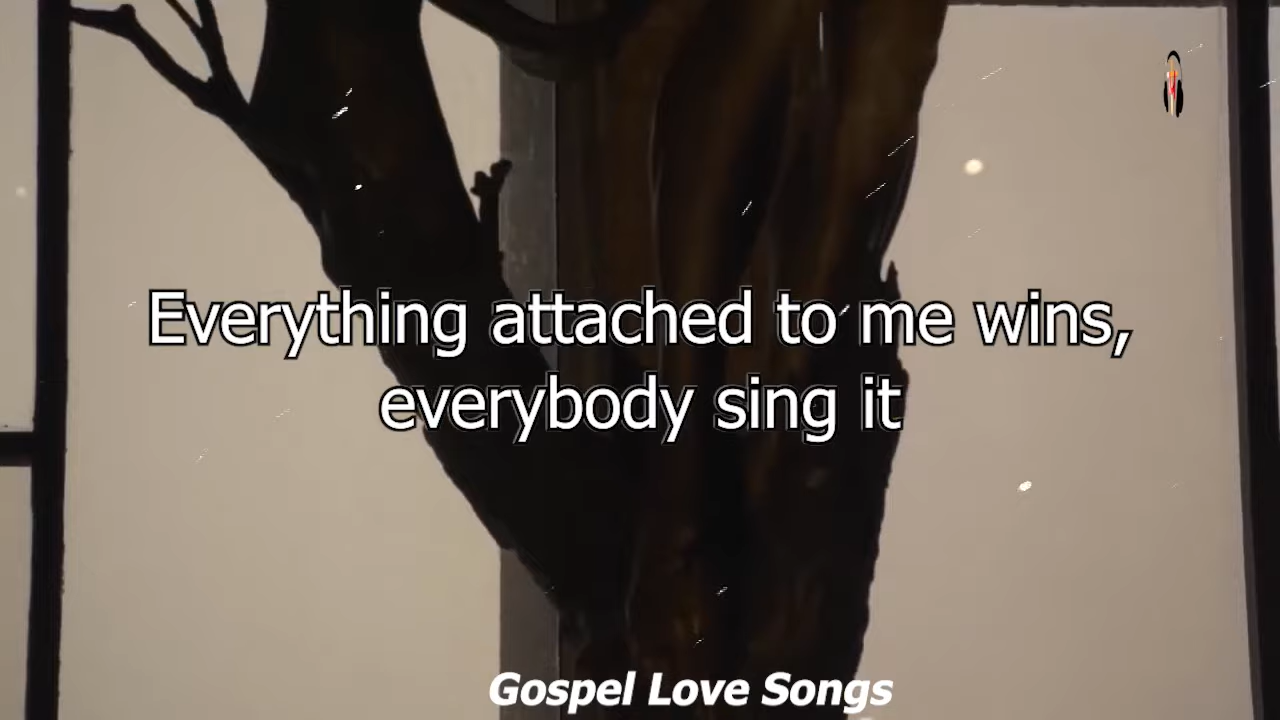 Everything attached to me wins,
everybody sing it
Gospel Love Songs